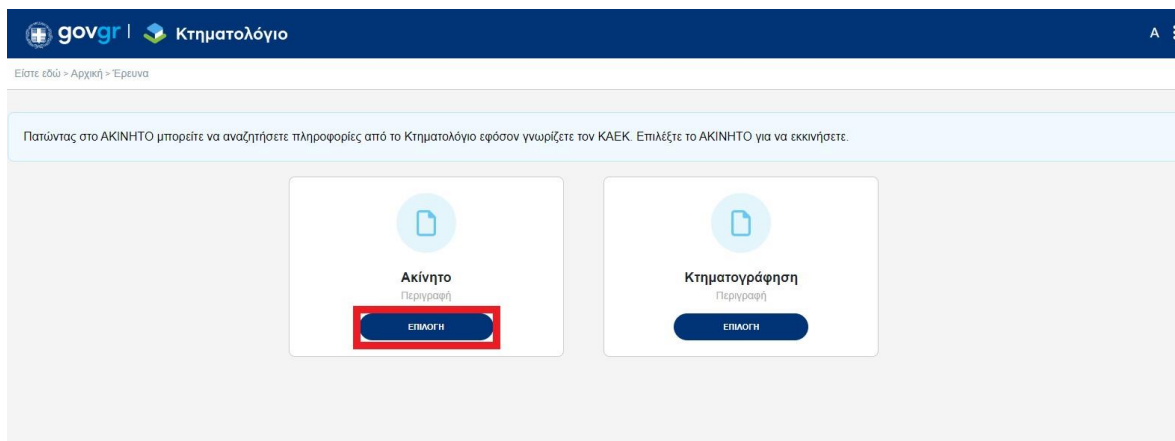 govgr Κτηματολόγιο A
Είστε εδώ > Αρχική > Έρευνα
Πατώντας στο ΑΚΙΝΗΤΟ μπορείτε να αναζητήσετε πληροφορίες από το Κτηματολόγιο εφόσον γνωρίζετε τον ΚΑΕΚ. Επιλέξτε το ΑΚΙΝΗΤΟ για να εκκινήσετε.
Ακίνητο
Περιγραφή
ΕΠΙΛΟΓΗ
Κτηματογράφηση
Περιγραφή
ΕΠΙΛΟΓΗ